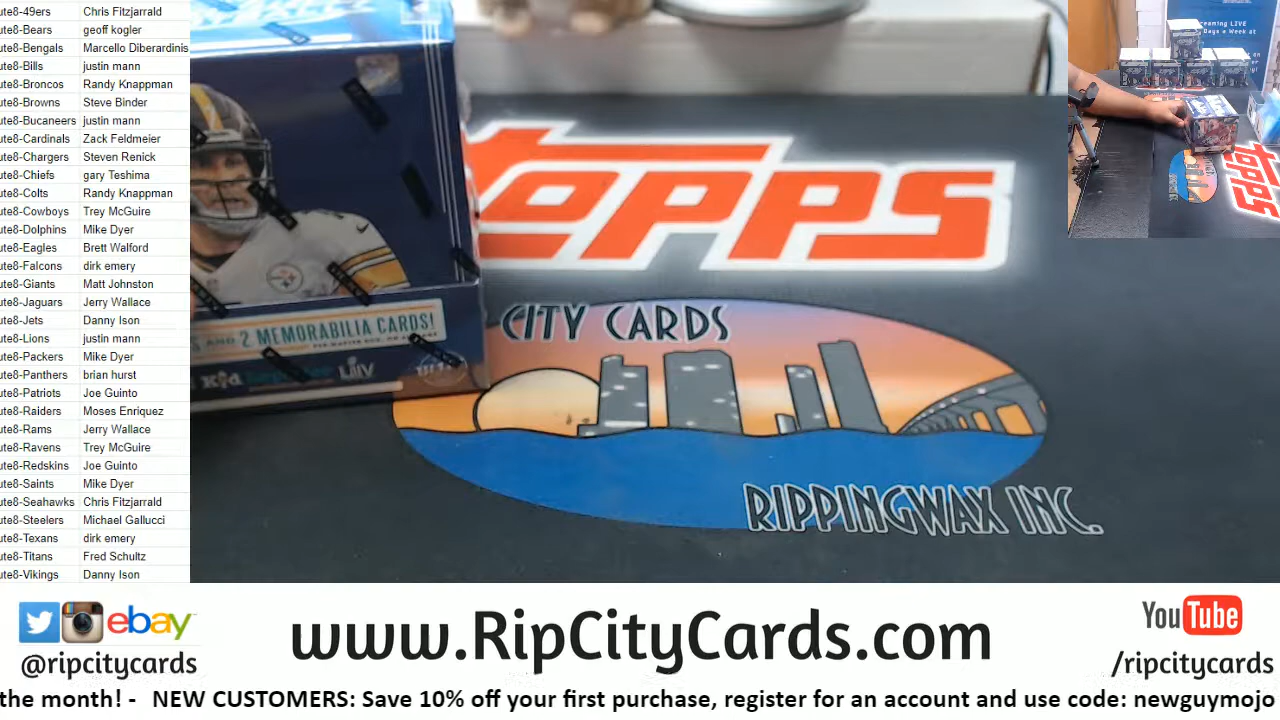 ute8-49ers Chris Fitzjarrald
ute8-Bears geoff kogler
ute8-Bengals Marcello Diberardinis
ute8-Bills justin mann
ute8-Broncos Randy Knappman
ute8-Browns Steve Binder
ute8-Bucaneers justin mann
ute8-Cardinals Zack Feldmeier
ute8-Chargers Steven Renick
ute8-Chiefs gary Teshima
ute8-Colts Randy Knappman
ute8-Cowboys Trey McGuire
ute8-Dolphins Mike Dyer
ute8-Eagles Brett Walford
ute8-Falcons dirk emery
ute8-Giants Matt Johnston
ute8-Jaguars Jerry Wallace
ute8-Jets Danny Ison
ute8-Lions justin mann
ute8-Packers Mike Dyer
ute8-Panthers brian hurst
ute8-Patriots Joe Guinto
ute8-Raiders Moses Enriquez
ute8-Rams Jerry Wallace
ute8-Ravens Trey McGuire
ute8-Redskins Joe Guinto
ute8-Saints Mike Dyer
ute8-Seahawks Chris Fitzjarrald
ute8-Steelers Michael Gallucci
ute8-Texans dirk emery
ute8-Titans Fred Schultz
ute8-Vikings Danny Ison
AND 2 MEMORABILIA CARDS!
LIV
topps
CITY CARDS
RIPPINGWAX INC.
eaming LIVE
Days a Week at
topps
ebay
@ripcitycards
www.RipCityCards.com
YouTube
/ripcitycards
the month! - NEW CUSTOMERS: Save 10% off your first purchase, register for an account and use code: newguymojo